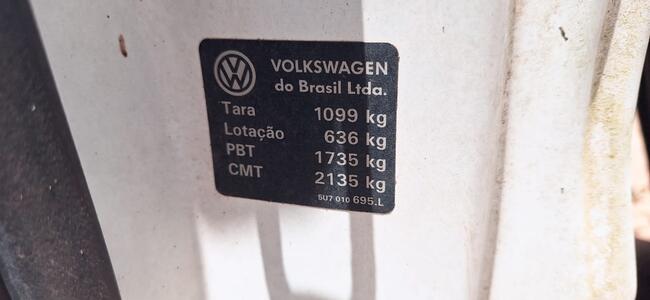 VOLKSWAGEN
do Brasil Ltda.
Tara 1099 kg
Lotação 636 kg
PBT 1735 kg
CMT 2135 kg
5U7 010 695.L